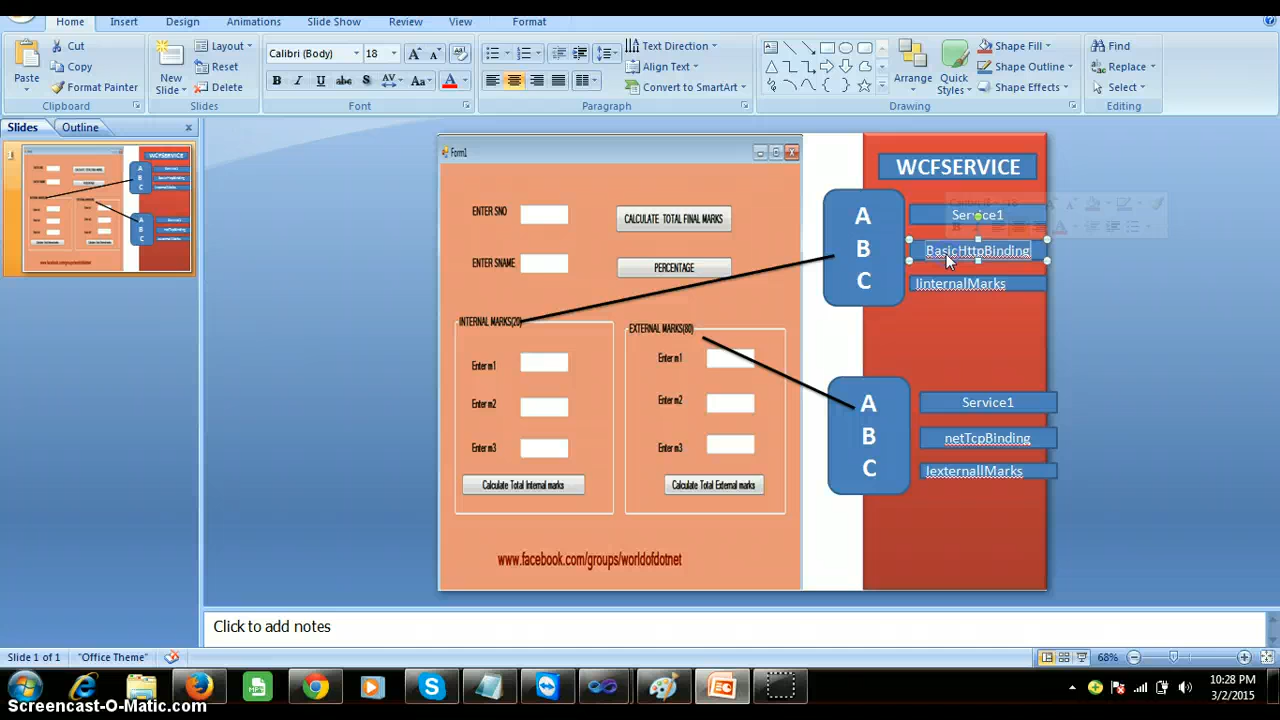 Home Insert Design Animations Slide Show Review View Format
Cut
Copy
Format Painter
Paste
Clipboard
New Slide
Layout
Reset
Delete
Slides
Calibri (Body) 18
B I U abc S AV Aa A
Font
Text Direction
Align Text
Convert to SmartArt
Paragraph
Arrange
Quick Styles
Shape Fill
Shape Outline
Shape Effects
Drawing
Find
Replace
Select
Editing
Slides Outline
1
Form1
ENTER SNO
CALCULATE TOTAL FINAL MARKS
ENTER SNAME
PERCENTAGE
INTERNAL MARKS(20)
Enter m1
Enter m2
Enter m3
Calculate Total Internal marks
EXTERNAL MARKS(80)
Enter m1
Enter m2
Enter m3
Calculate Total External marks
www.facebook.com/groups/worldofdotnet
WCFSERVICE
A
B
C
Service1
BasicHttpBinding
IinternalMarks
A
B
C
Service1
netTcpBinding
IexternallMarks
Click to add notes
Slide 1 of 1 "Office Theme" 68%
10:28 PM
3/2/2015
Screencast-O-Matic.com